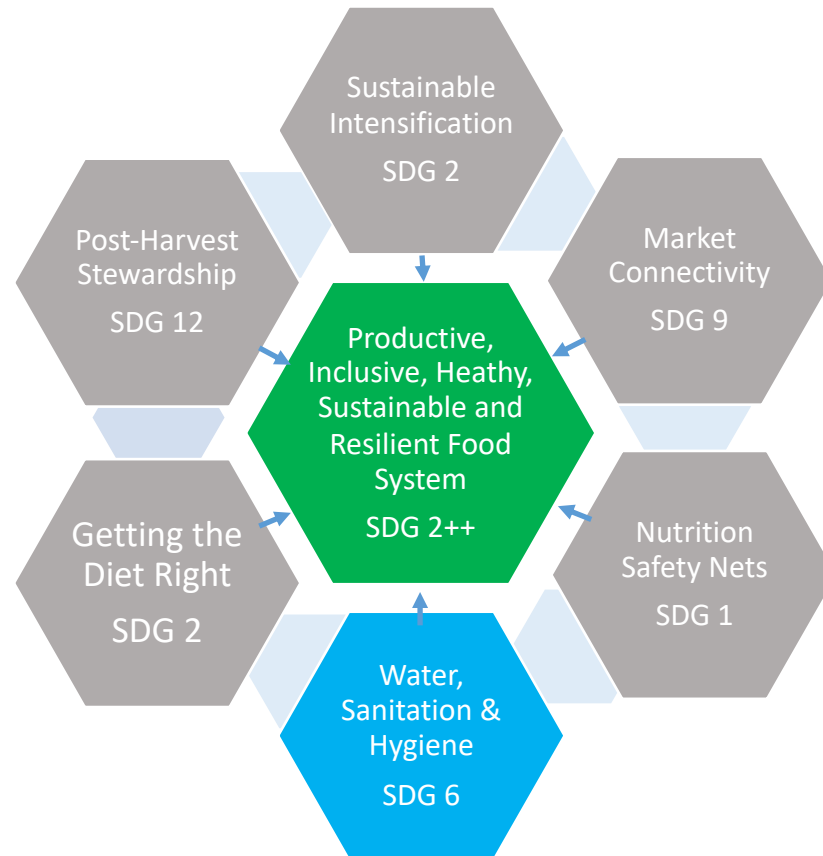 Sustainable
Intensification
SDG 2
Post-Harvest
Stewardship
SDG 12
Market
Connectivity
SDG 9
Productive,
Inclusive, Heathy,
Sustainable and
Resilient Food
System
SDG 2++
Getting the
Diet Right
SDG 2
Nutrition
Safety Nets
SDG 1
Water,
Sanitation &
Hygiene
SDG 6